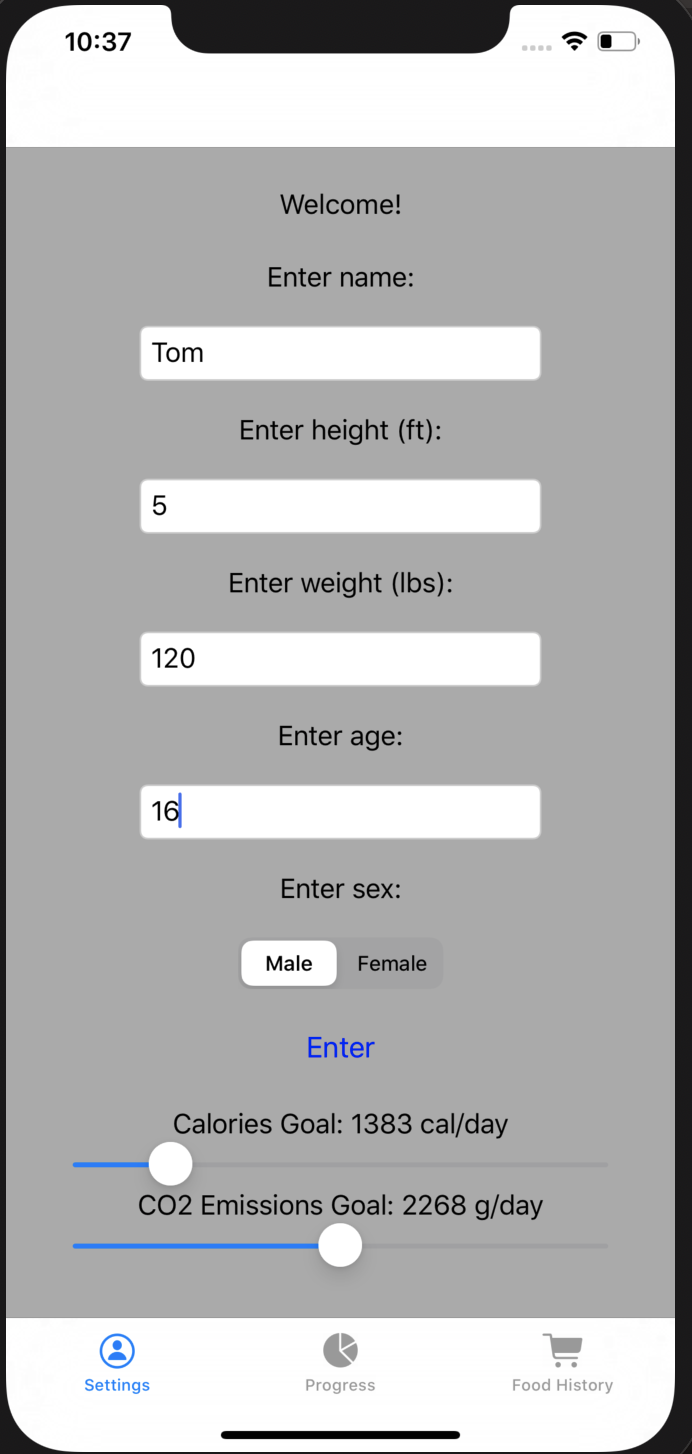 10:37
Welcome!
Enter name:
Tom
Enter height (ft):
5
Enter weight (lbs):
120
Enter age:
16
Enter sex:
Male Female
Enter
Calories Goal: 1383 cal/day
CO2 Emissions Goal: 2268 g/day
Settings Progress Food History